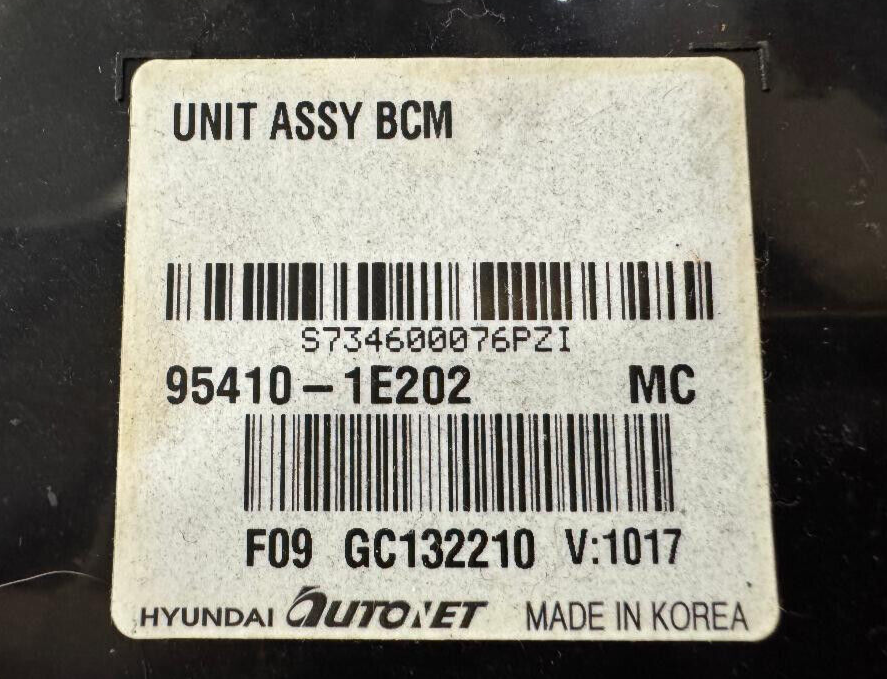 UNIT ASSY BCM
S734600076PZI
95410-1E202 MC
F09 GC132210 V:1017
HYUNDAI AUTONET MADE IN KOREA